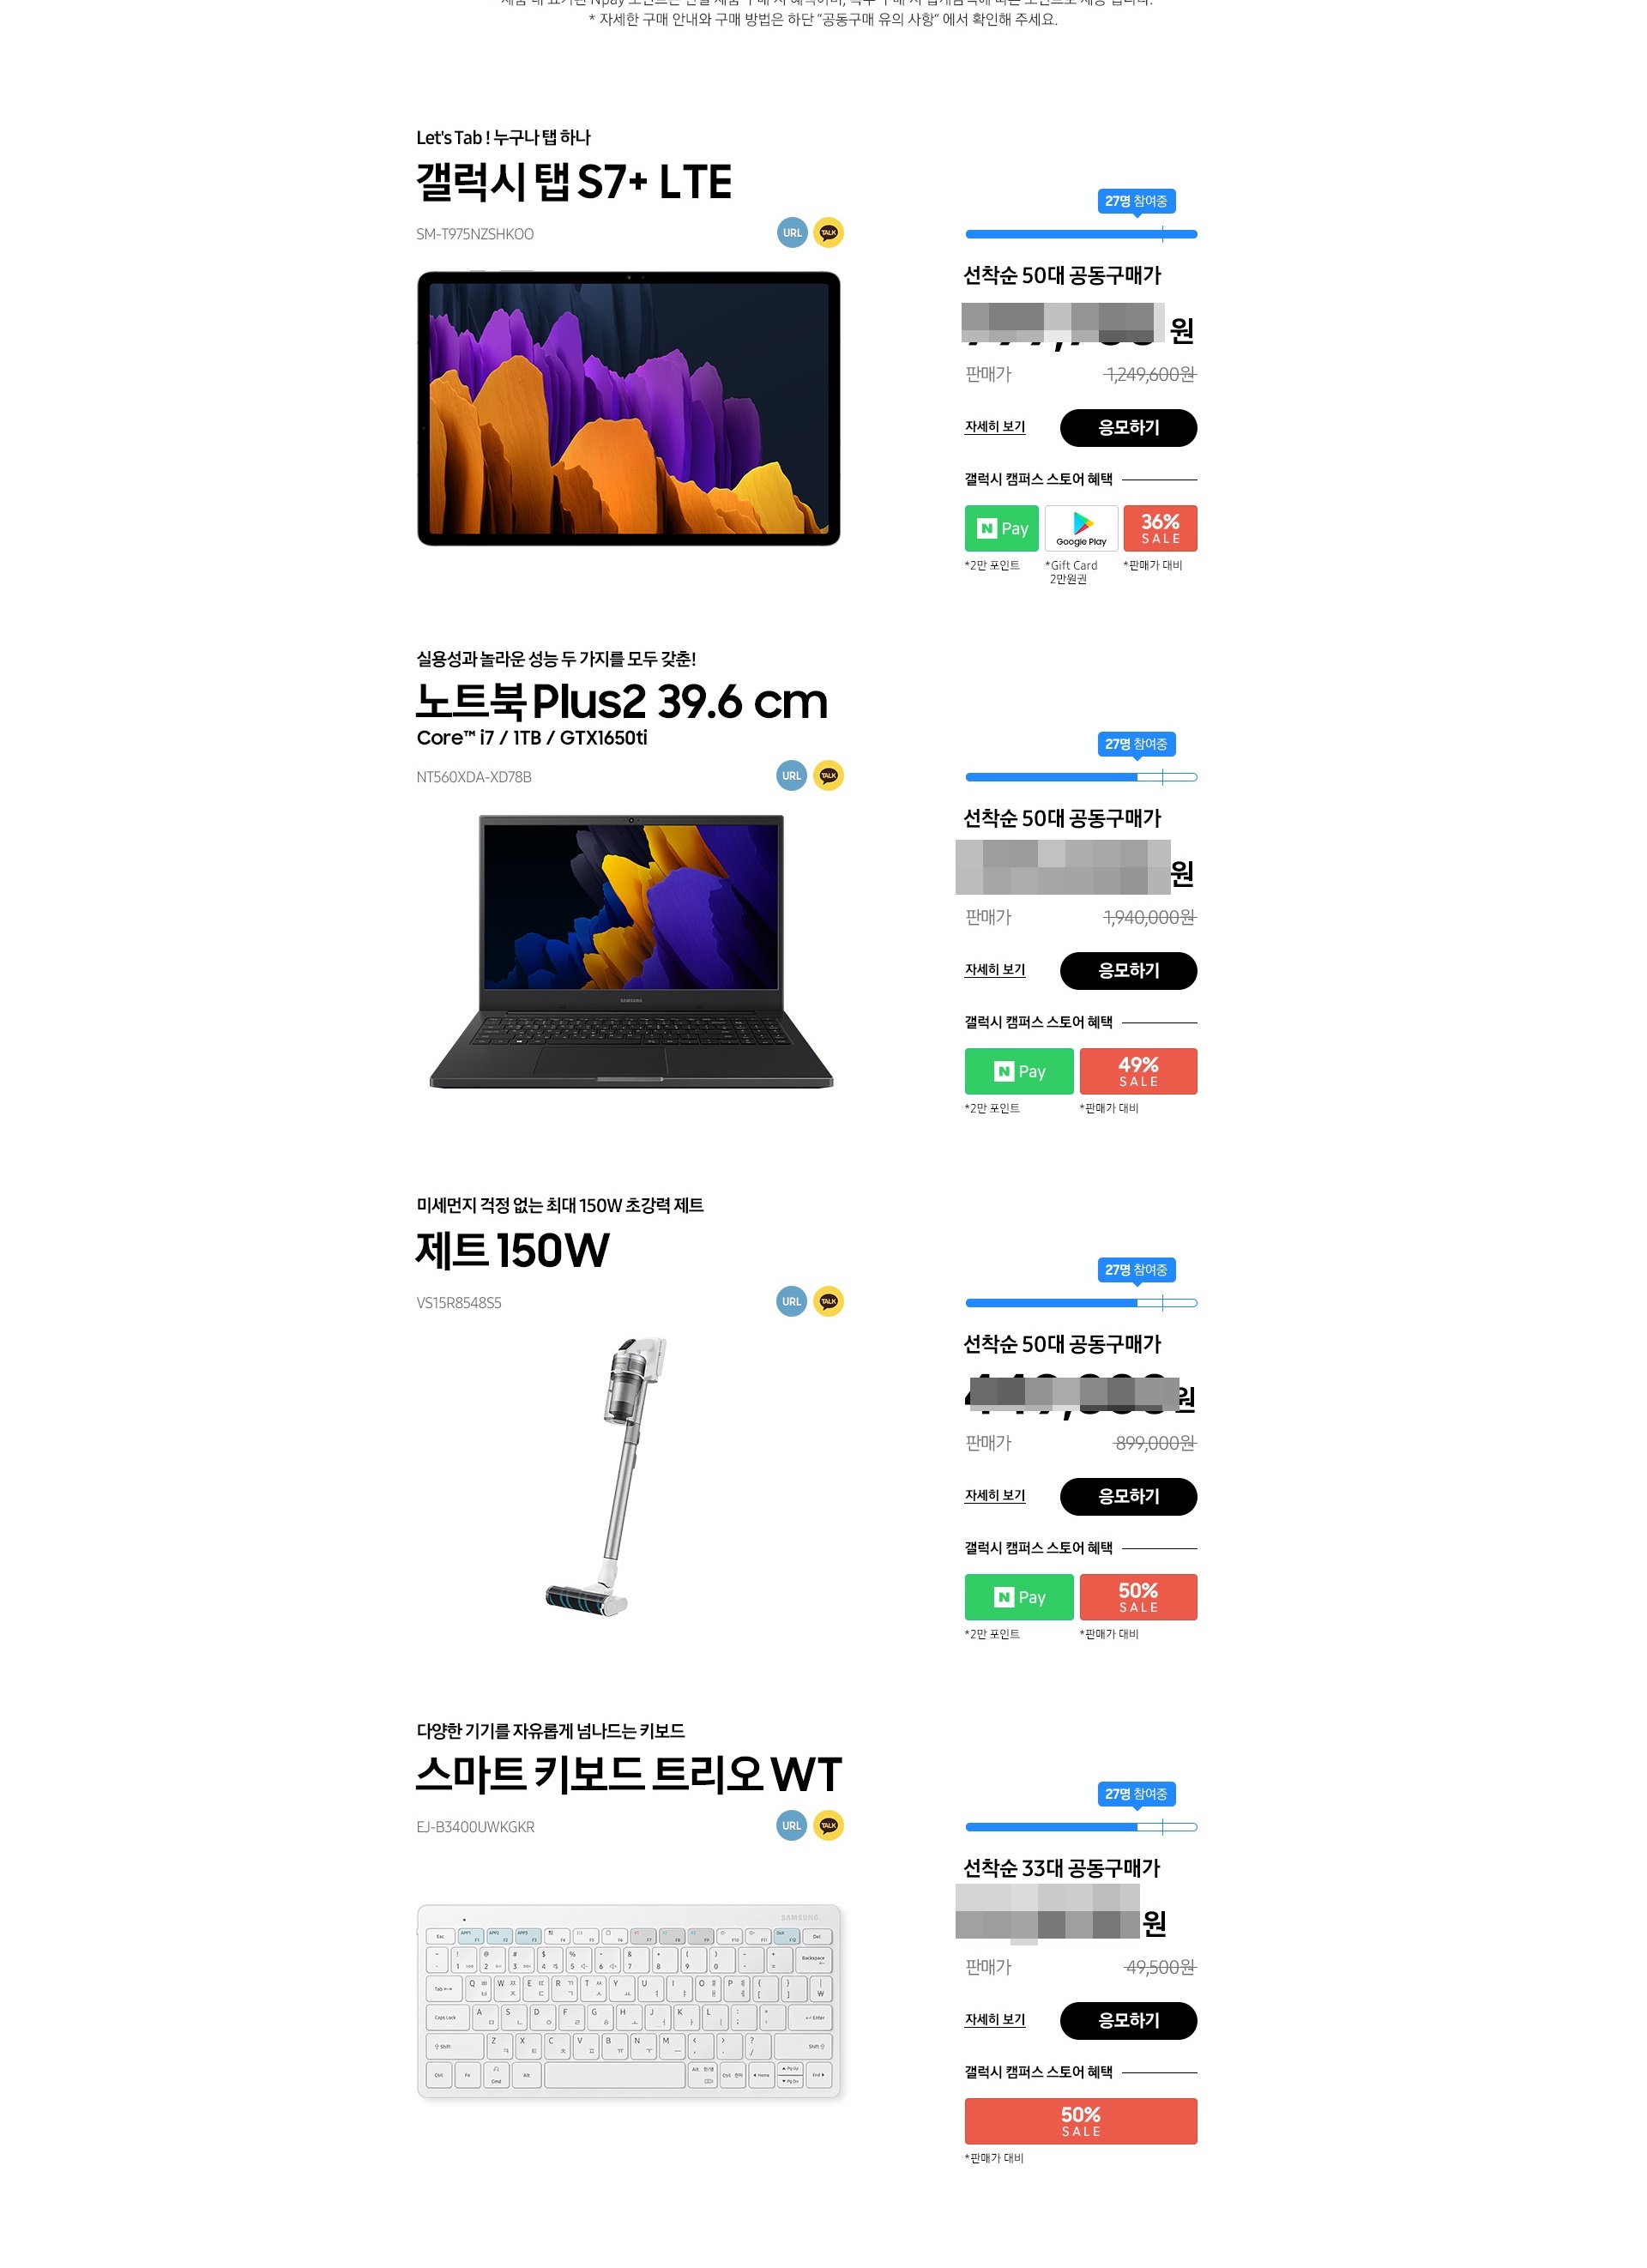 * 자세한 구매 안내와 구매 방법은 하단 "공동구매 유의 사항" 에서 확인해 주세요.
Let's Tab ! 누구나 탭 하나
갤럭시 탭 S7+ LTE
SM-T975NZSHKOO
URL
TALK
27명 참여중
선착순 50대 공동구매가
원
판매가
1,249,600원
자세히 보기
응모하기
갤럭시 캠퍼스 스토어 혜택
N Pay
Google Play
36%
SALE
*2만 포인트
*Gift Card
2만원권
*판매가 대비
실용성과 놀라운 성능 두 가지를 모두 갖춘!
노트북 Plus2 39.6 cm
Core™ i7 / 1TB / GTX1650ti
NT560XDA-XD78B
URL
TALK
SAMSUNG
27명 참여중
선착순 50대 공동구매가
원
판매가
1,940,000원
자세히 보기
응모하기
갤럭시 캠퍼스 스토어 혜택
N Pay
49%
SALE
*2만 포인트
*판매가 대비
미세먼지 걱정 없는 최대 150W 초강력 제트
제트 150W
VS15R8548S5
URL
TALK
27명 참여중
선착순 50대 공동구매가
원
판매가
899,000원
자세히 보기
응모하기
갤럭시 캠퍼스 스토어 혜택
N Pay
50%
SALE
*2만 포인트
*판매가 대비
다양한 기기를 자유롭게 넘나드는 키보드
스마트 키보드 트리오 WT
EJ-B3400UWKGKR
URL
TALK
SAMSUNG
27명 참여중
선착순 33대 공동구매가
원
판매가
49,500원
자세히 보기
응모하기
갤럭시 캠퍼스 스토어 혜택
50%
SALE
*판매가 대비